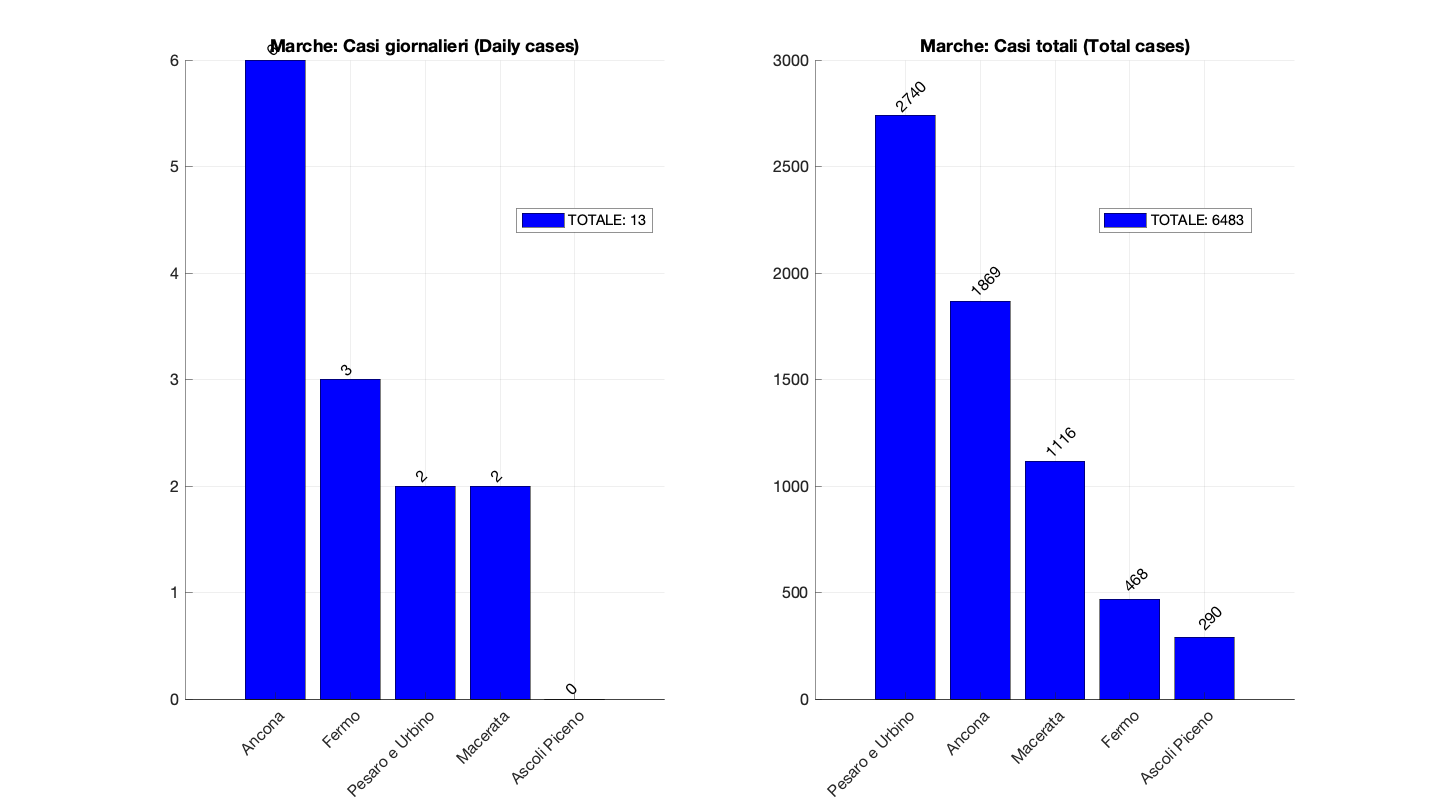 Marche: Casi giornalieri (Daily cases)
6
5
4
3
2
1
0
6
3
2
2
0
TOTALE: 13
Ancona
Fermo
Pesaro e Urbino
Macerata
Ascoli Piceno
Marche: Casi totali (Total cases)
3000
2500
2000
1500
1000
500
0
2740
1869
1116
468
290
TOTALE: 6483
Pesaro e Urbino
Ancona
Macerata
Fermo
Ascoli Piceno